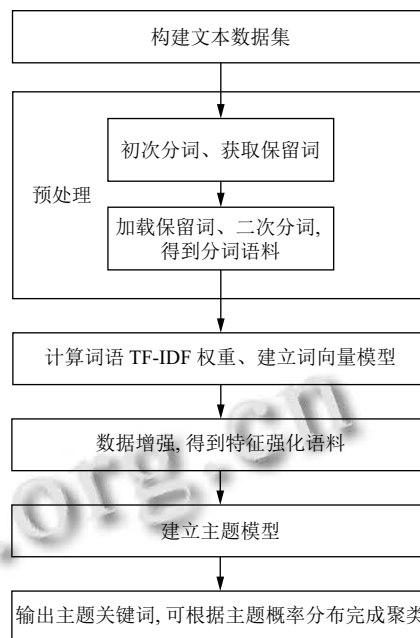 构建文本数据集
初次分词、获取保留词
预处理
加载保留词、二次分词,
得到分词语料
计算词语 TF-IDF 权重、建立词向量模型
数据增强, 得到特征强化语料
建立主题模型
输出主题关键词, 可根据主题概率分布完成聚类
.org.cn